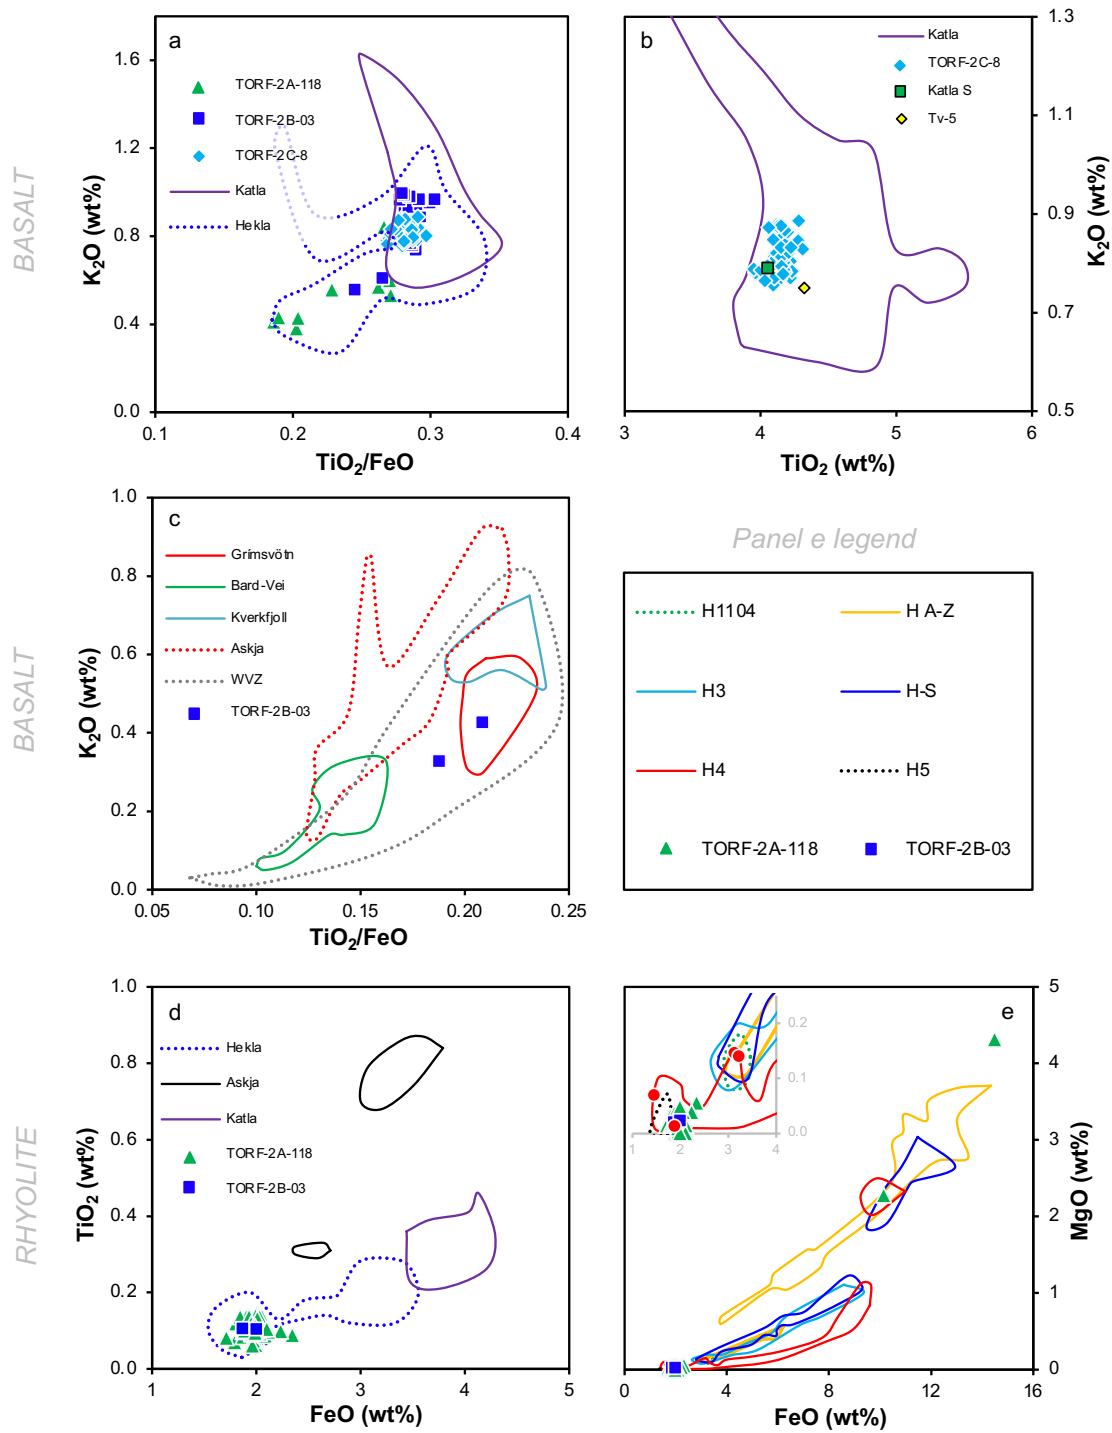 BASALT
K2O (wt%)
1.6
1.2
0.8
0.4
0.0
a
TORF-2A-118
TORF-2B-03
TORF-2C-8
Katla
Hekla
0.1
0.2
0.3
0.4
TiO2/FeO
b
Katla
TORF-2C-8
Katla S
Tv-5
1.3
1.1
0.9
0.7
0.5
K2O (wt%)
3
4
5
6
TiO2 (wt%)
BASALT
K2O (wt%)
1.0
0.8
0.6
0.4
0.2
0.0
c
Grímsvötn
Bard-Vei
Kverkfjoll
Askja
WVZ
TORF-2B-03
0.05
0.10
0.15
0.20
0.25
TiO2/FeO
Panel e legend
H1104
H A-Z
H3
H-S
H4
H5
TORF-2A-118
TORF-2B-03
RHYOLITE
TiO2 (wt%)
1.0
0.8
0.6
0.4
0.2
0.0
d
Hekla
Askja
Katla
TORF-2A-118
TORF-2B-03
1
2
3
4
5
FeO (wt%)
e
0.2
0.1
0.0
1
2
3
4
5
4
3
2
1
0
MgO (wt%)
0
4
8
12
16
FeO (wt%)